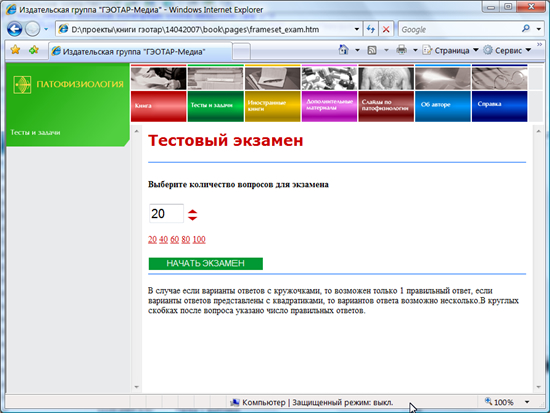 Издательская группа "ГЭОТАР-Медиа" - Windows Internet Explorer
D:\проекты\книги гэотар\14042007\book\pages\frameset_exam.htm
Google
Издательская группа "ГЭОТАР-Медиа"
Страница
Сервис
ПАТОФИЗИОЛОГИЯ
Тесты и задачи
Книга
Тесты и задачи
Иностранные книги
Дополнительные материалы
Слайды по патофизиологии
Об авторе
Справка
Тестовый экзамен
Выберите количество вопросов для экзамена
20
20 40 60 80 100
НАЧАТЬ ЭКЗАМЕН
В случае если варианты ответов с кружочками, то возможен только 1 правильный ответ, если
варианты ответов представлены с квадратиками, то вариантов ответа возможно несколько.В круглых
скобках после вопроса указано число правильных ответов.
Компьютер | Защищенный режим: выкл.
100%